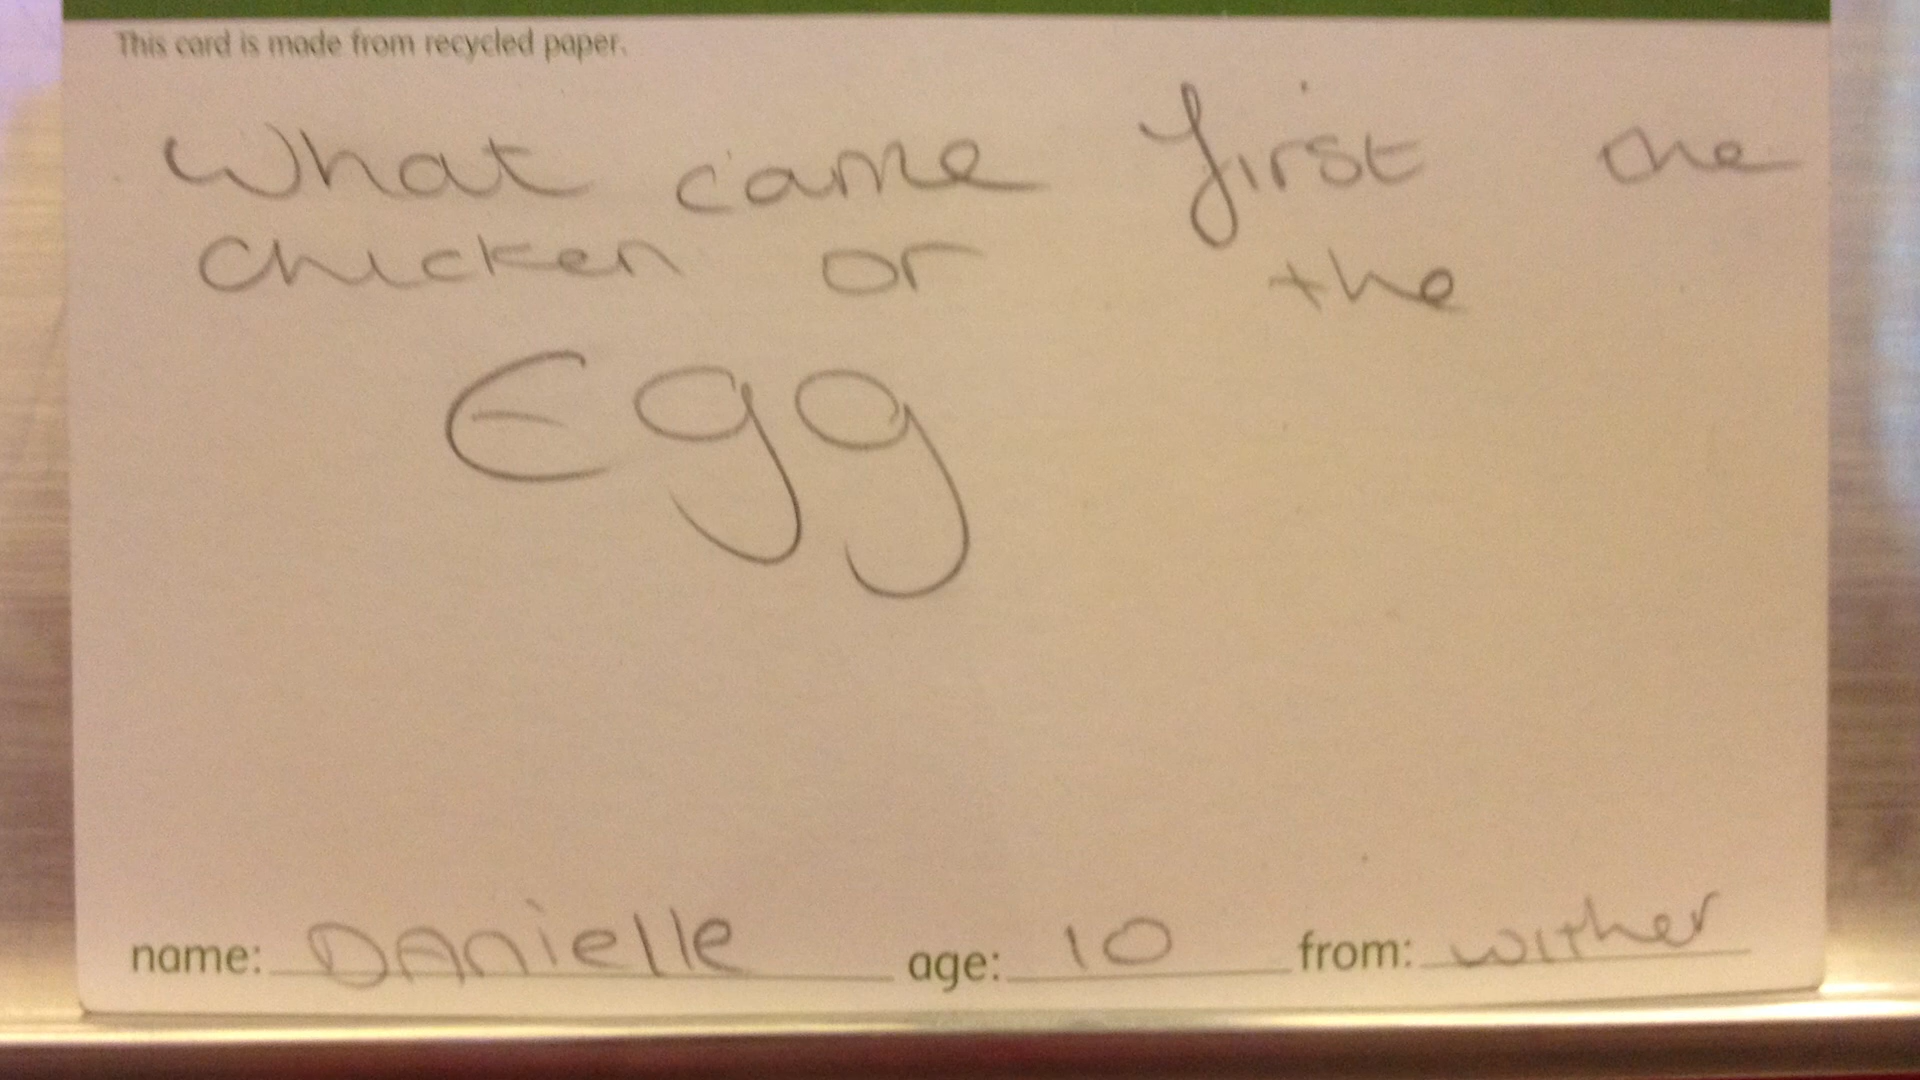 This card is made from recycled paper.
What came first the
chicken or the
Egg
name: DAnielle age: 10 from: wither